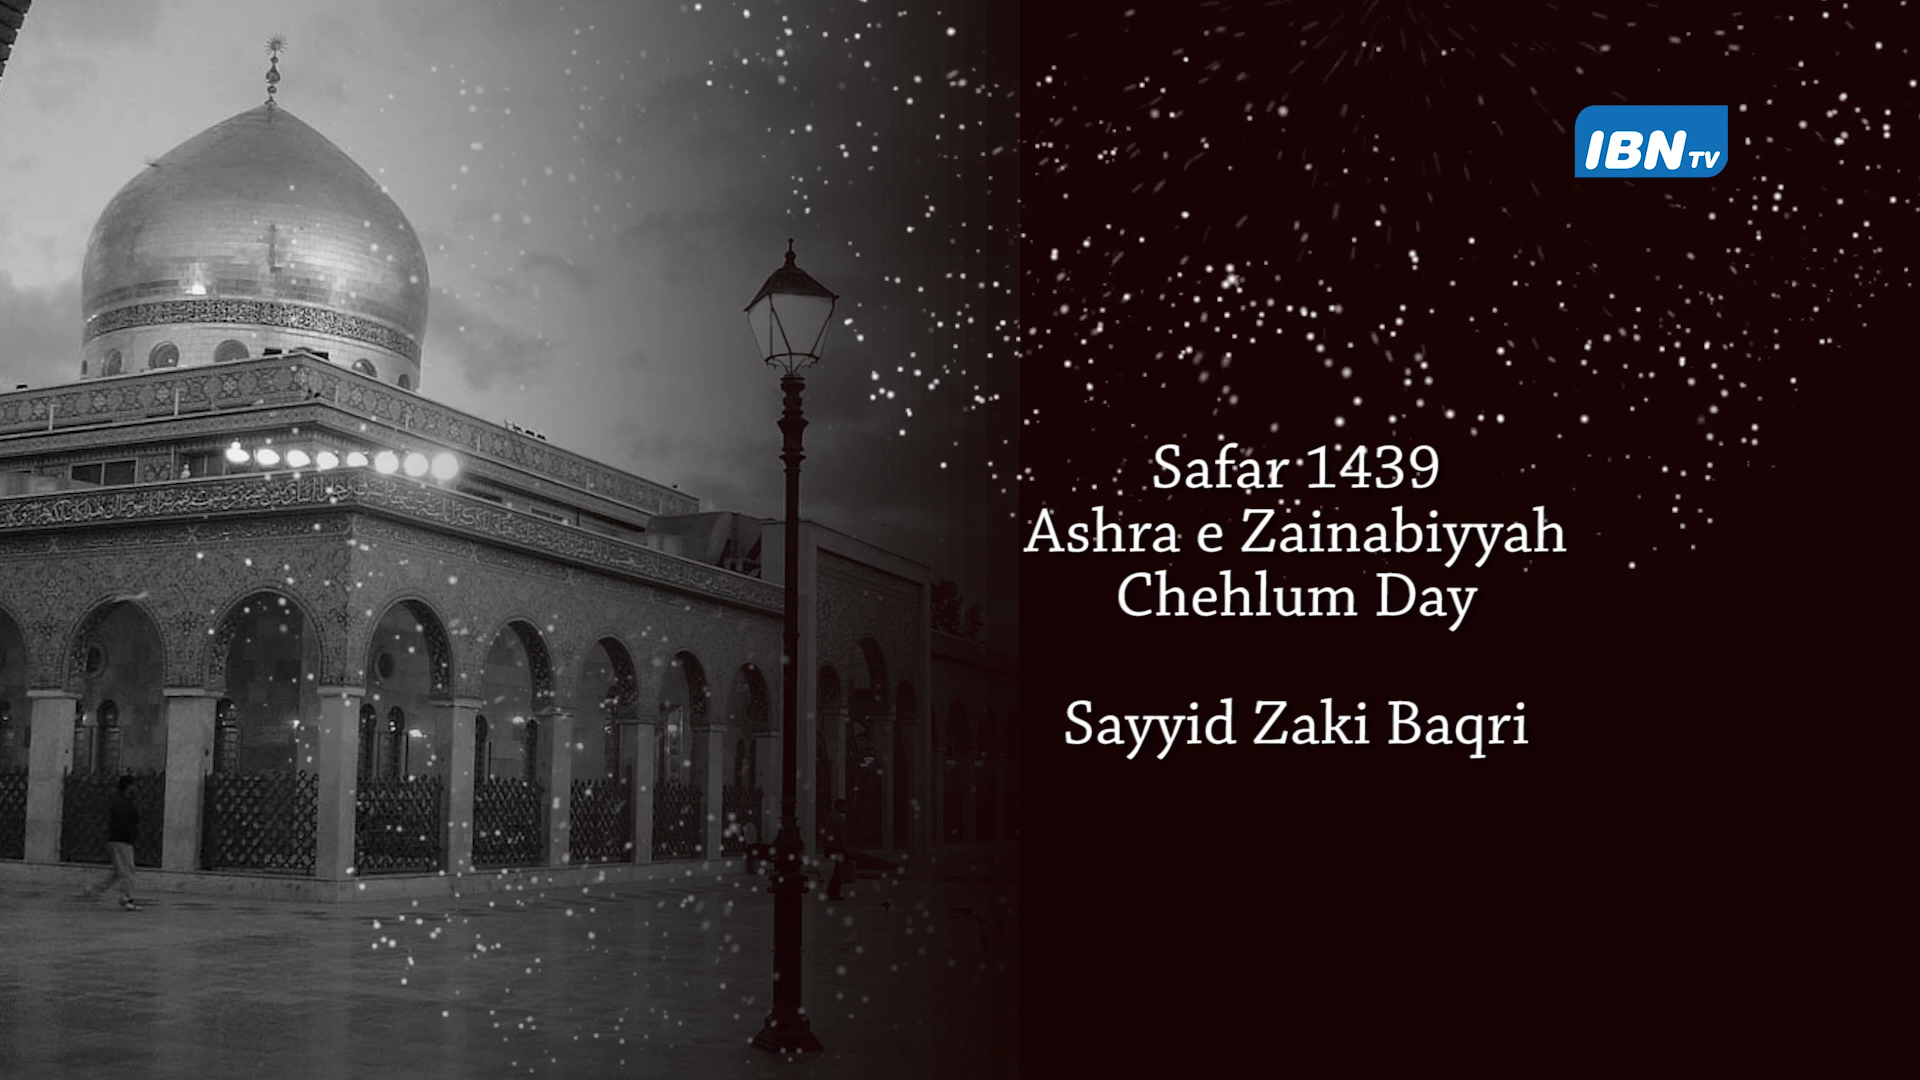 IBN TV
Safar 1439
Ashra e Zainabiyyah
Chehlum Day
Sayyid Zaki Baqri